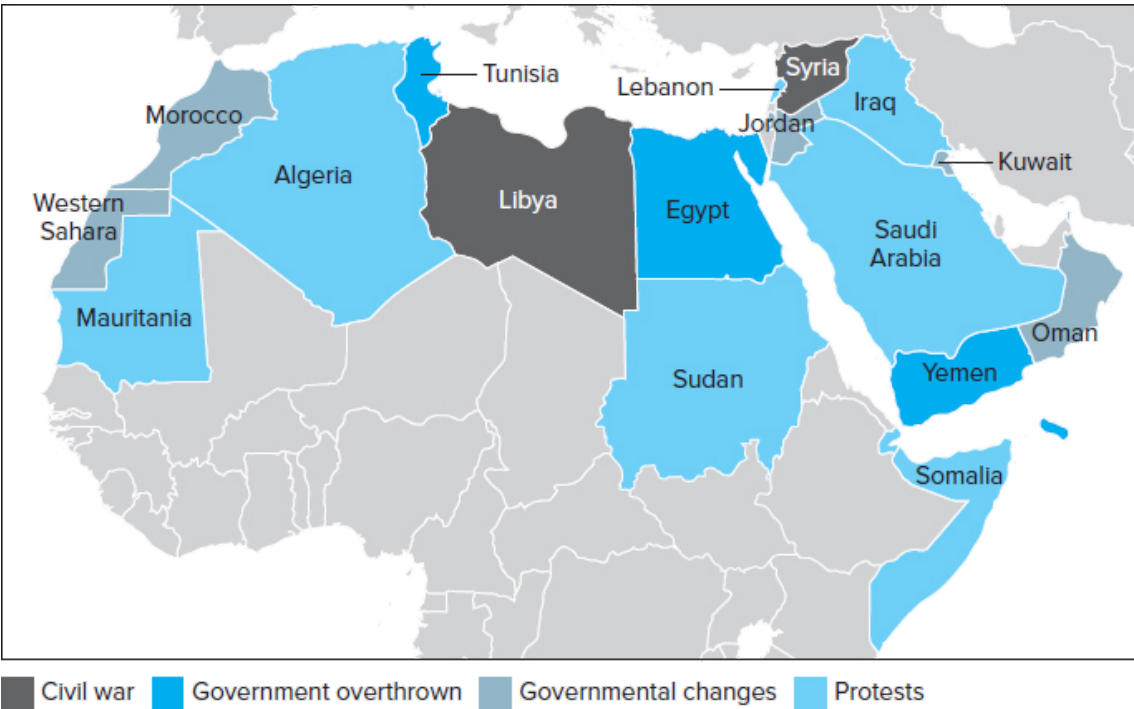 Tunisia
Syria
Lebanon
Iraq
Morocco
Jordan
Kuwait
Algeria
Libya
Western
Sahara
Egypt
Saudi
Arabia
Mauritania
Oman
Sudan
Yemen
Somalia
Civil war
Government overthrown
Governmental changes
Protests